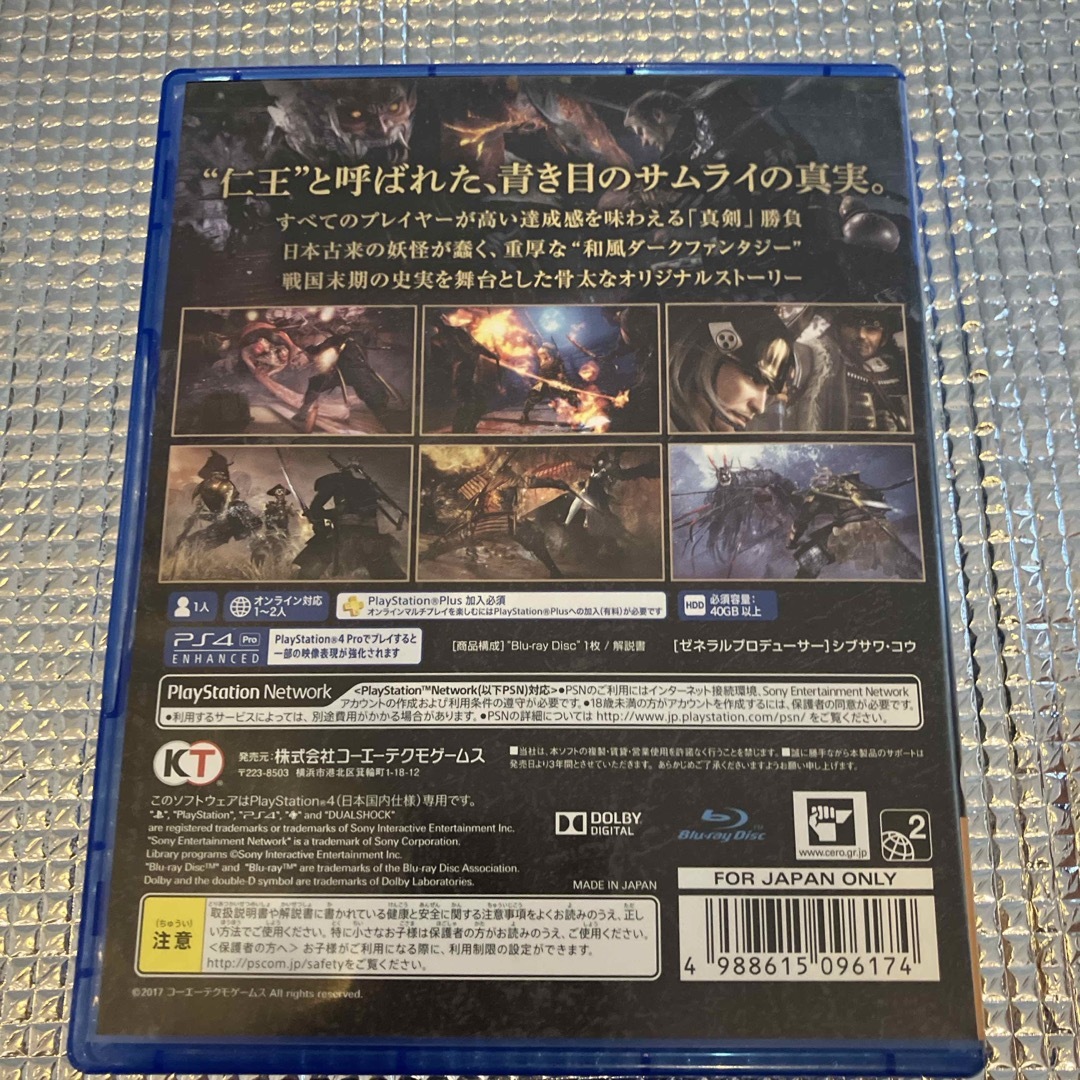 “仁王”と呼ばれた、青き目のサムライの真実。
すべてのプレイヤーが高い達成感を味わえる「真剣」勝負
日本古来の妖怪が蠢く、重厚な“和風ダークファンタジー”
戦国末期の史実を舞台とした骨太なオリジナルストーリー
1人
オンライン対応
1〜2人
PlayStation®Plus 加入必須
オンラインマルチプレイを楽しむにはPlayStation®Plusへの加入(有料)が必要です
HDD
必須容量:
40GB 以上
PS4 Pro
ENHANCED
PlayStation®4 Proでプレイすると
一部の映像表現が強化されます
[商品構成] “Blu-ray Disc” 1枚 / 解説書
[ゼネラルプロデューサー] シブサワ・コウ
PlayStation Network
<PlayStation™Network(以下PSN)対応> ●PSNのご利用にはインターネット接続環境、Sony Entertainment Network
アカウントの作成および利用条件の遵守が必要です。●18歳未満の方がアカウントを作成するには、保護者の同意が必要です。
●利用するサービスによっては、別途費用がかかる場合があります。●PSNの詳細については http://www.jp.playstation.com/psn/ をご覧ください。
KT
発売元: 株式会社コーエーテクモゲームス
〒223-8503 横浜市港北区箕輪町1-18-12
■当社は、本ソフトの複製・賃貸・営業使用を許諾なく行うことを禁じます。■誠に勝手ながら本製品のサポートは
発売日より3年間とさせていただきます。あらかじめご了承くださいますようお願い申し上げます。
このソフトウェアはPlayStation®4(日本国内仕様)専用です。
"PlayStation", "PS4", and "DUALSHOCK"
are registered trademarks or trademarks of Sony Interactive Entertainment Inc.
"Sony Entertainment Network" is a trademark of Sony Corporation.
Library programs ©Sony Interactive Entertainment Inc.
"Blu-ray Disc™" and "Blu-ray™" are trademarks of the Blu-ray Disc Association.
Dolby and the double-D symbol are trademarks of Dolby Laboratories.
DOLBY
DIGITAL
Blu-ray Disc
www.cero.gr.jp
2
MADE IN JAPAN
FOR JAPAN ONLY
(ちゅうい)
注意
取扱説明書や解説書に書かれている健康と安全に関する注意事項をよくお読みのうえ、正し
い方法でご使用ください。特に小さなお子様は保護者の方がお読みのうえ、ご使用ください。
<保護者の方へ> お子様がご利用になる際に、利用制限の設定ができます。
http://pscom.jp/safetyをご覧ください。
4 988615 096174
©2017 コーエーテクモゲームス All rights reserved.